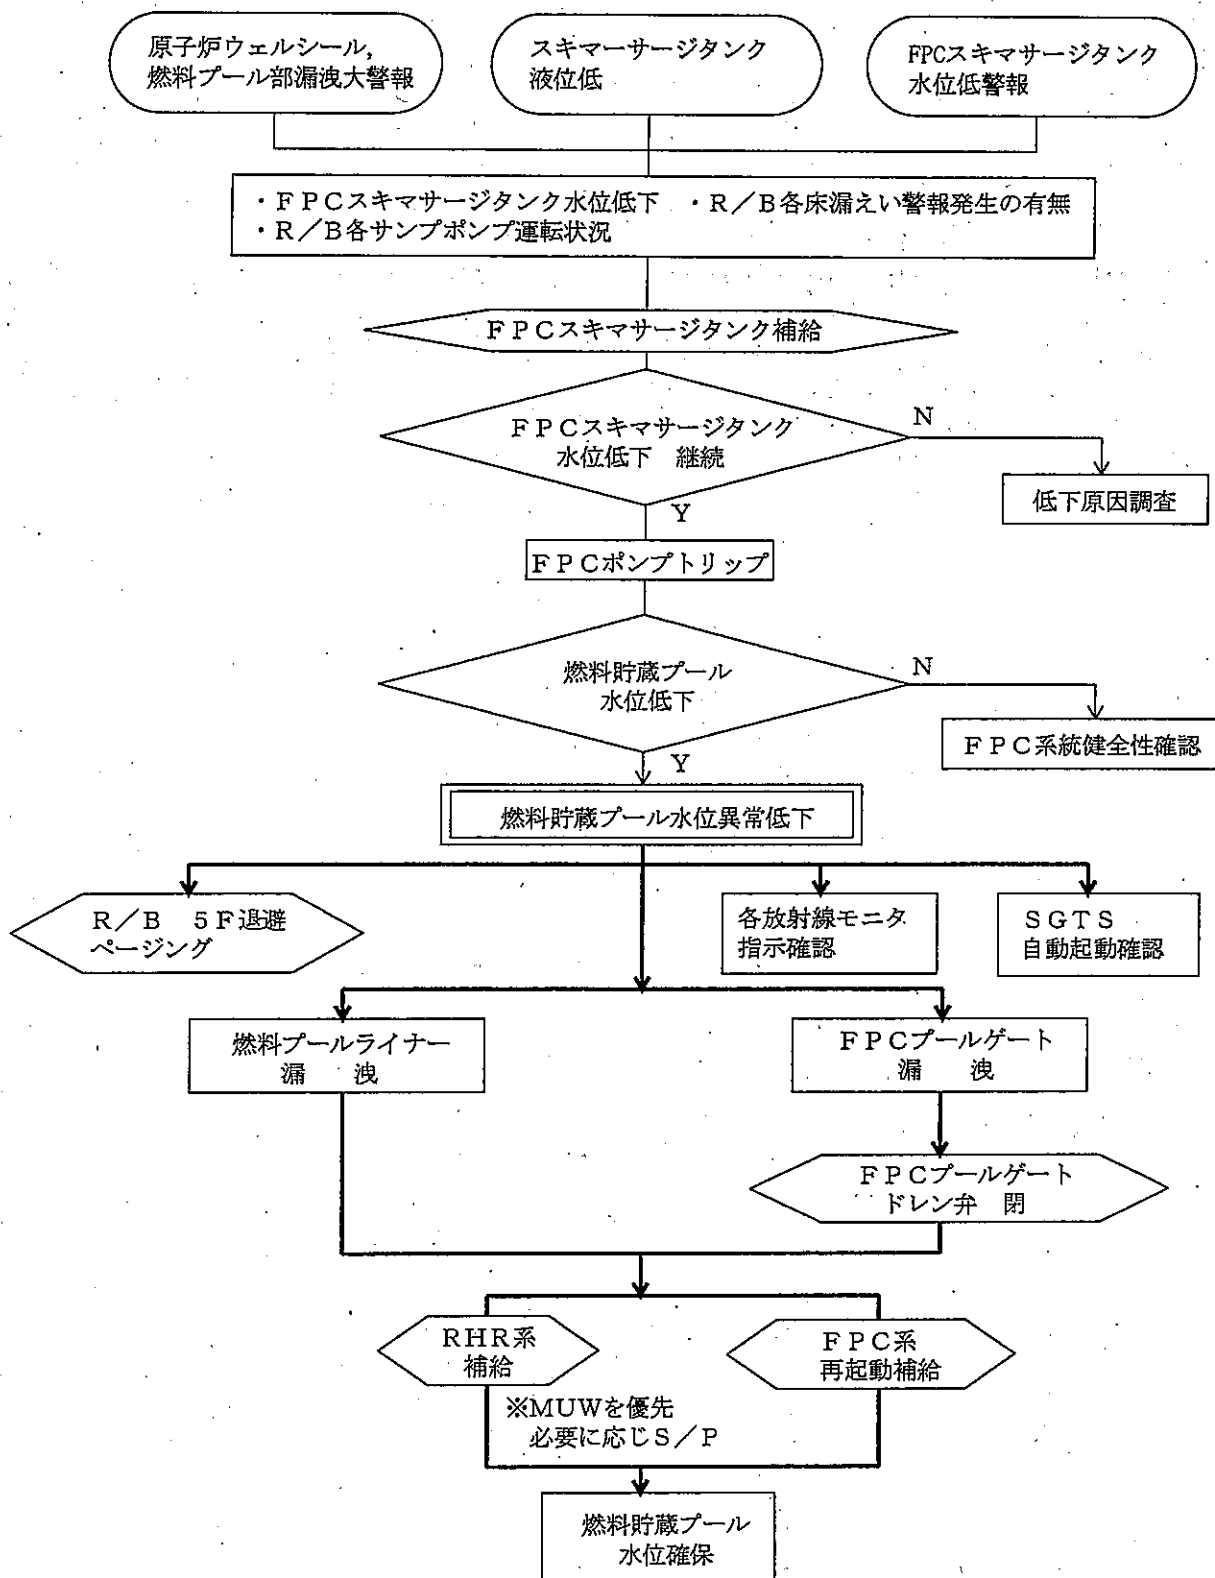 原子炉ウェルシール,
燃料プール部漏洩大警報
スキマーサージタンク
液位低
FPCスキマサージタンク
水位低警報
・FPCスキマサージタンク水位低下 ・R／B各床漏えい警報発生の有無
・R／B各サンプポンプ運転状況
FPCスキマサージタンク補給
FPCスキマサージタンク
水位低下 継続
N
低下原因調査
Y
FPCポンプトリップ
燃料貯蔵プール
水位低下
N
FPC系統健全性確認
Y
燃料貯蔵プール水位異常低下
R／B 5F退避
ページング
各放射線モニタ
指示確認
SGTS
自動起動確認
燃料プールライナー
漏 洩
FPCプールゲート
漏 洩
FPCプールゲート
ドレン弁 閉
RHR系
補給
FPC系
再起動補給
※MUWを優先
必要に応じS／P
燃料貯蔵プール
水位確保